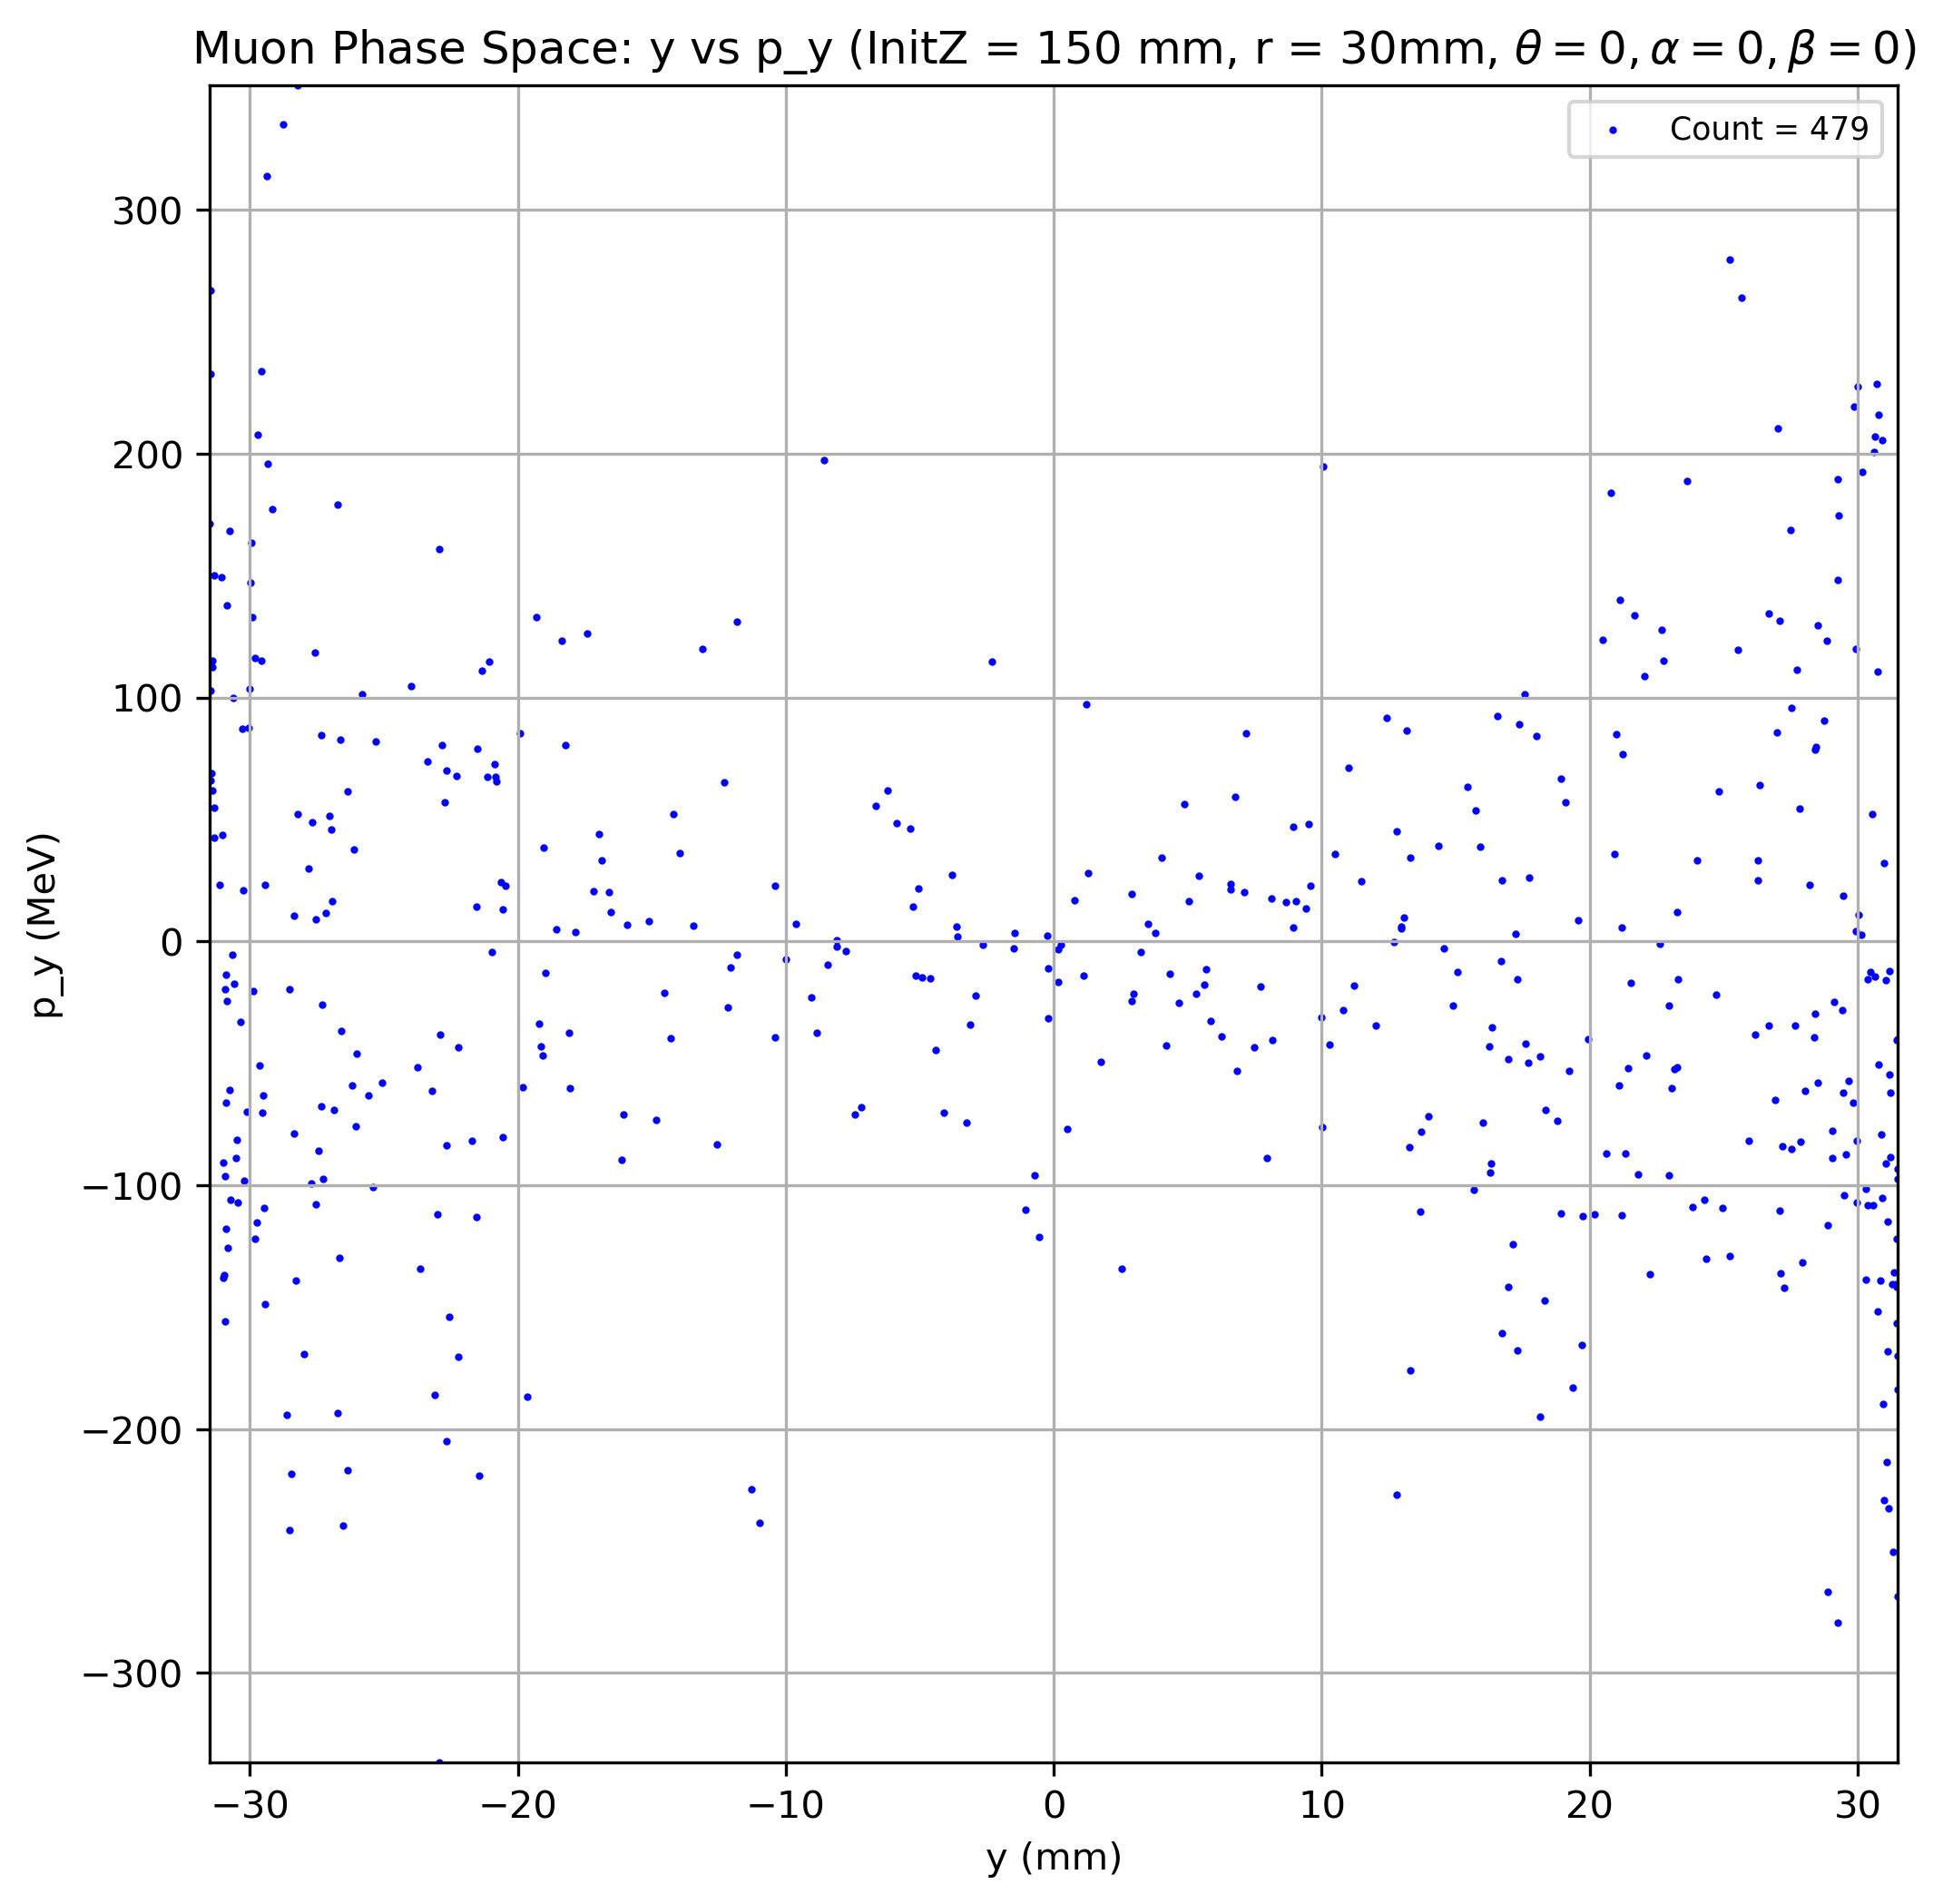 Muon Phase Space: y vs p_y (InitZ = 150 mm, r = 30mm, θ = 0, α = 0, β = 0)
Count = 479
300
200
100
0
−100
−200
−300
p_y (MeV)
−30 −20 −10 0 10 20 30
y (mm)